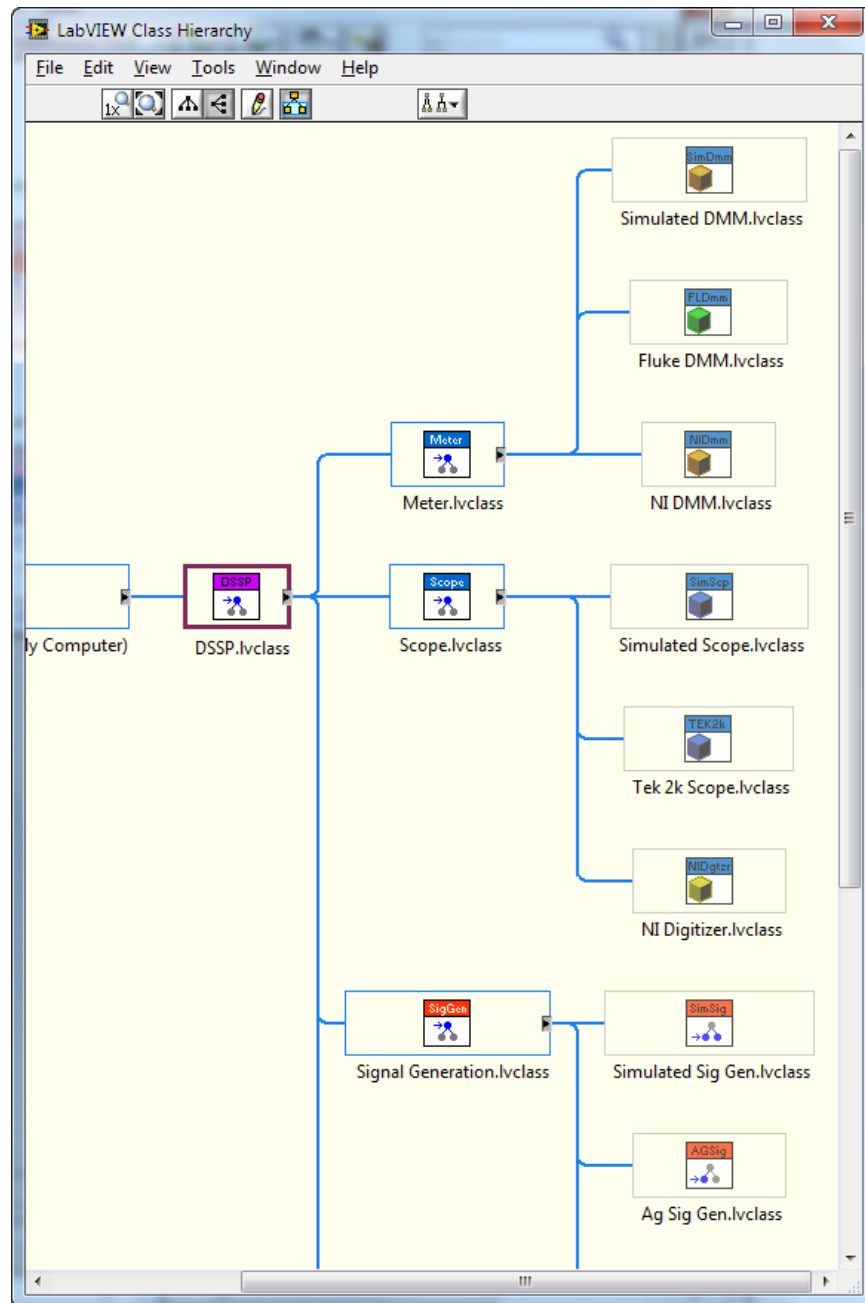 LabVIEW Class Hierarchy
File Edit View Tools Window Help
1x
SimDmm
Simulated DMM.lvclass
FLDmm
Fluke DMM.lvclass
Meter
Meter.lvclass
NIDmm
NI DMM.lvclass
ly Computer)
DSSP
DSSP.lvclass
Scope
Scope.lvclass
SimScp
Simulated Scope.lvclass
TEK2k
Tek 2k Scope.lvclass
NIDgtzr
NI Digitizer.lvclass
SigGen
Signal Generation.lvclass
SimSig
Simulated Sig Gen.lvclass
AGSig
Ag Sig Gen.lvclass